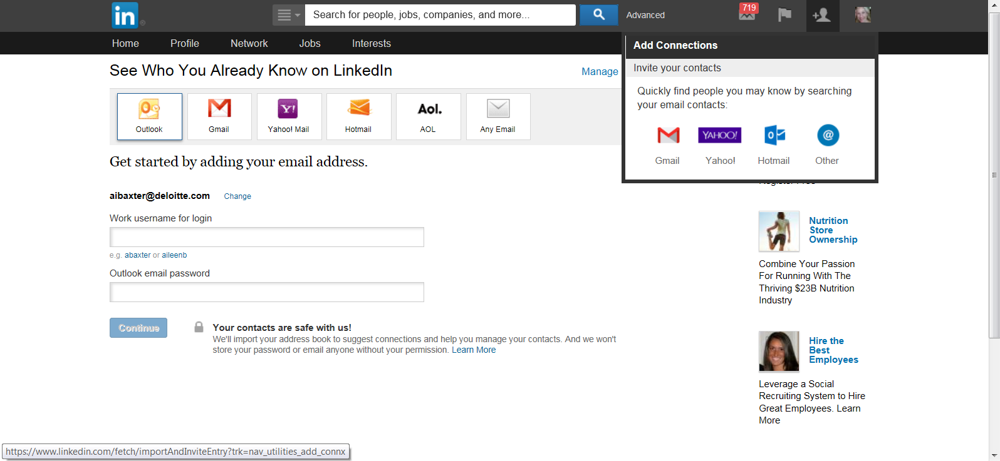 in
Search for people, jobs, companies, and more...
Advanced
719
Home Profile Network Jobs Interests
Add Connections
Invite your contacts
Quickly find people you may know by searching
your email contacts:
YAHOO!
@
Gmail Yahoo! Hotmail Other
See Who You Already Know on LinkedIn
Manage
Y!
Aol.
Outlook Gmail Yahoo! Mail Hotmail AOL Any Email
Get started by adding your email address.
aibaxter@deloitte.com Change
Work username for login
e.g. abaxter or aileenb
Outlook email password
Continue
Your contacts are safe with us!
We'll import your address book to suggest connections and help you manage your contacts. And we won't
store your password or email anyone without your permission. Learn More
Nutrition
Store
Ownership
Combine Your Passion
For Running With The
Thriving $23B Nutrition
Industry
Hire the
Best
Employees
Leverage a Social
Recruiting System to Hire
Great Employees. Learn
More
https://www.linkedin.com/fetch/importAndInviteEntry?trk=nav_utilities_add_connx